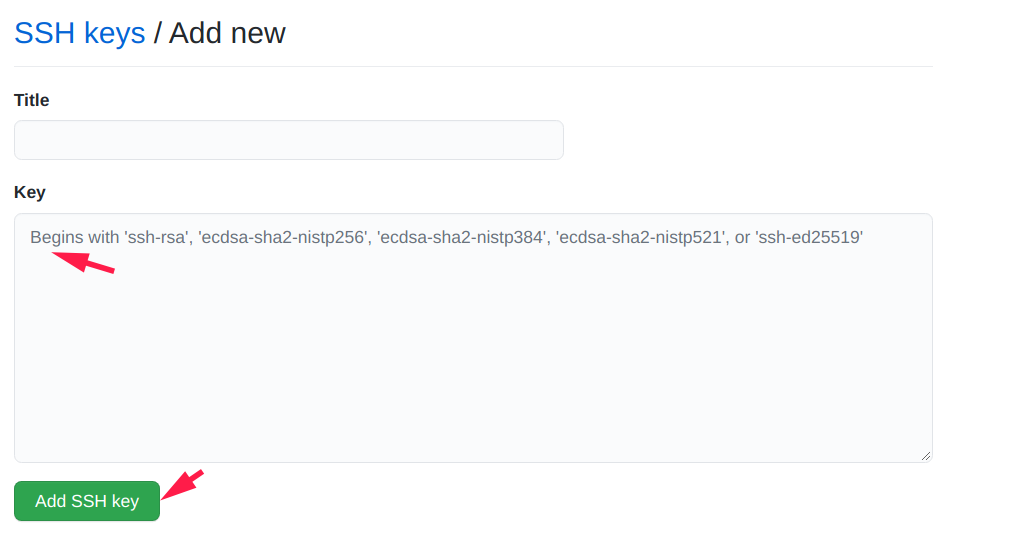 SSH keys / Add new
Title
Key
Begins with 'ssh-rsa', 'ecdsa-sha2-nistp256', 'ecdsa-sha2-nistp384', 'ecdsa-sha2-nistp521', or 'ssh-ed25519'
Add SSH key